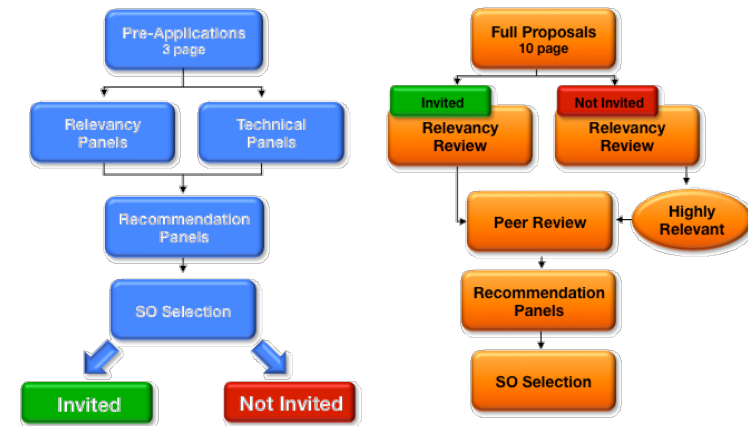 Pre-Applications
3 page
Relevancy
Panels
Technical
Panels
Recommendation
Panels
SO Selection
Invited
Not Invited
Full Proposals
10 page
Invited
Relevancy
Review
Not Invited
Relevancy
Review
Highly
Relevant
Peer Review
Recommendation
Panels
SO Selection